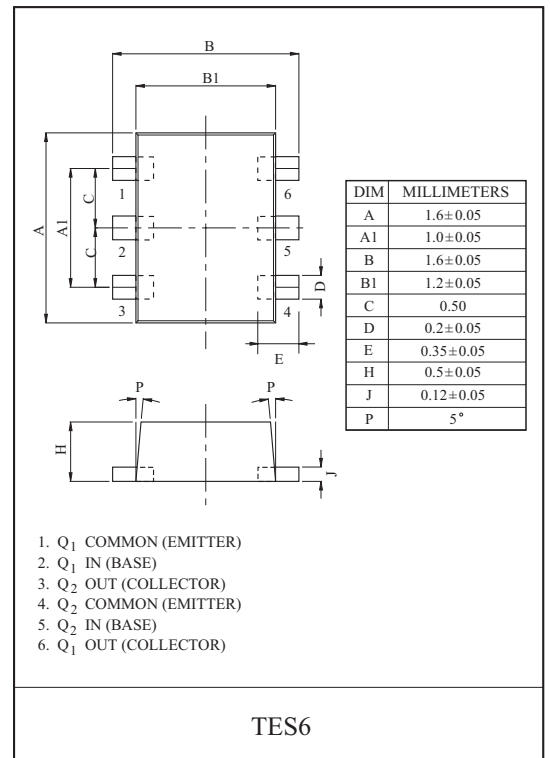 B
B1
A
A1
C
C
1
2
3
6
5
4
D
E
DIM MILLIMETERS
A 1.6±0.05
A1 1.0±0.05
B 1.6±0.05
B1 1.2±0.05
C 0.50
D 0.2±0.05
E 0.35±0.05
H 0.5±0.05
J 0.12±0.05
P 5°
P
P
H
J
1. Q1 COMMON (EMITTER)
2. Q1 IN (BASE)
3. Q2 OUT (COLLECTOR)
4. Q2 COMMON (EMITTER)
5. Q2 IN (BASE)
6. Q1 OUT (COLLECTOR)
TES6